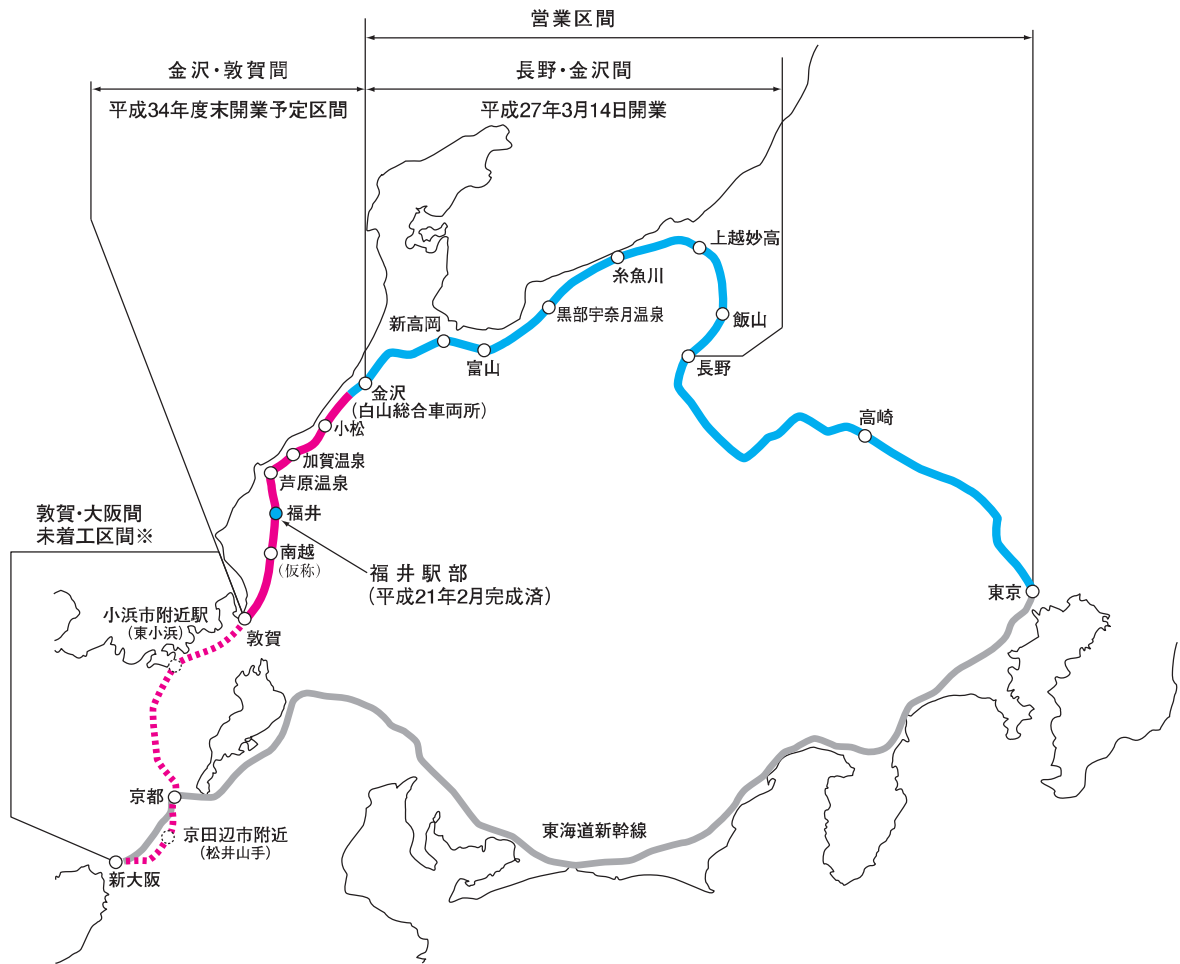 営業区間
金沢・敦賀間
長野・金沢間
平成34年度末開業予定区間
平成27年3月14日開業
上越妙高
糸魚川
黒部宇奈月温泉
飯山
新高岡
富山
長野
金沢
(白山総合車両所)
高崎
小松
加賀温泉
芦原温泉
敦賀・大阪間
未着工区間※
福井
南越
(仮称)
福井駅部
(平成21年2月完成済)
東京
小浜市附近駅
(東小浜)
敦賀
京都
京田辺市附近
(松井山手)
東海道新幹線
新大阪